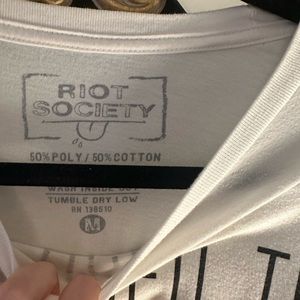 RIOT
SOCIETY
50% POLY / 50% COTTON
WASH INSIDE OUT
TUMBLE DRY LOW
RN 138510
M